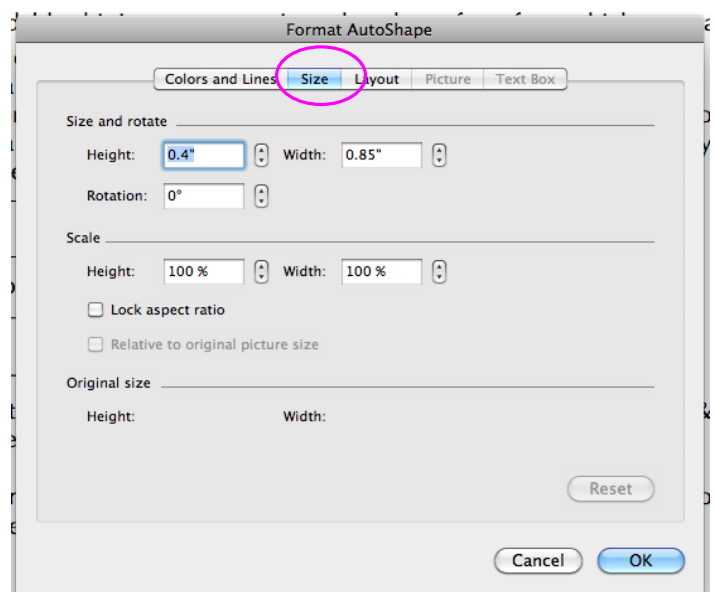 Format AutoShape
Colors and Lines Size Layout Picture Text Box
Size and rotate
Height: 0.4" Width: 0.85"
Rotation: 0°
Scale
Height: 100 % Width: 100 %
Lock aspect ratio
Relative to original picture size
Original size
Height: Width:
Reset
Cancel OK